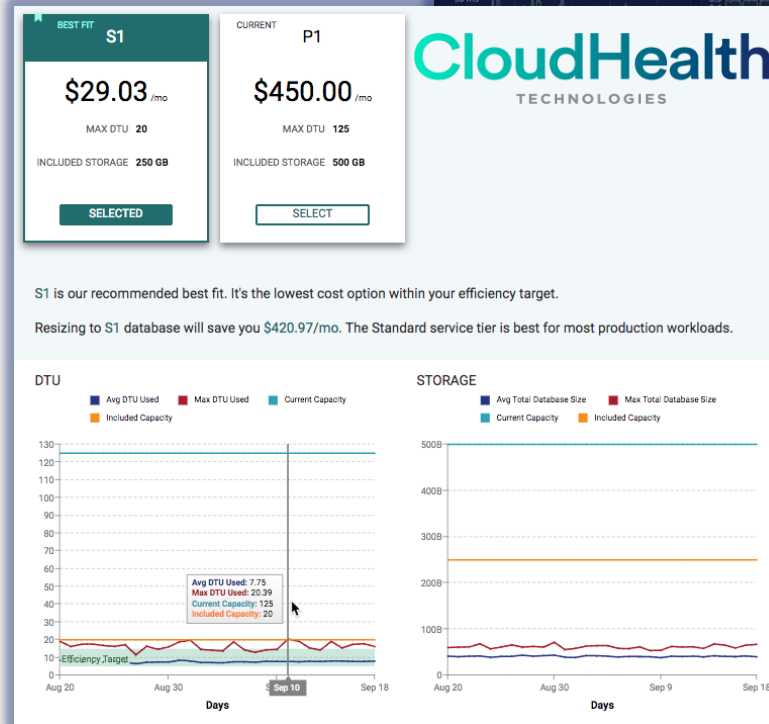 BEST FIT
S1
$29.03 /mo
MAX DTU 20
INCLUDED STORAGE 250 GB
SELECTED
CURRENT
P1
$450.00 /mo
MAX DTU 125
INCLUDED STORAGE 500 GB
SELECT
CloudHealth
TECHNOLOGIES
S1 is our recommended best fit. It's the lowest cost option within your efficiency target.
Resizing to S1 database will save you $420.97/mo. The Standard service tier is best for most production workloads.
DTU
Avg DTU Used Max DTU Used Current Capacity
Included Capacity
130
120
110
100
90
80
70
60
50
40
30
20
10
0
Avg DTU Used: 7.75
Max DTU Used: 20.39
Current Capacity: 125
Included Capacity: 20
Efficiency Target
Aug 20 Aug 30 Sep 10 Sep 18
Days
STORAGE
Avg Total Database Size Max Total Database Size
Current Capacity Included Capacity
500B
400B
300B
200B
100B
0
Aug 20 Aug 30 Sep 9 Sep 18
Days